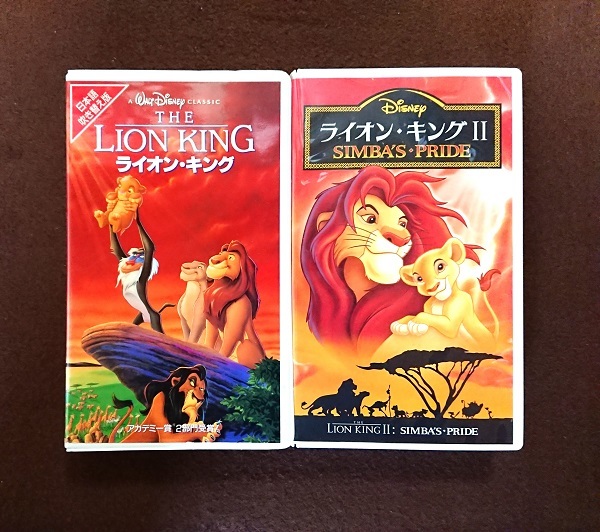 日本語
吹き替え版
A WALT DISNEY CLASSIC
THE
LION KING
ライオン・キング
アカデミー賞 2部門受賞
Disney
ライオン・キングII
SIMBA'S・PRIDE
THE
LION KING II: SIMBA'S・PRIDE